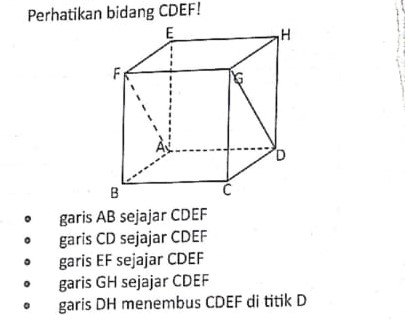 Perhatikan bidang CDEF!
E
H
F
G
A
D
B
C
garis AB sejajar CDEF
garis CD sejajar CDEF
garis EF sejajar CDEF
garis GH sejajar CDEF
garis DH menembus CDEF di titik D